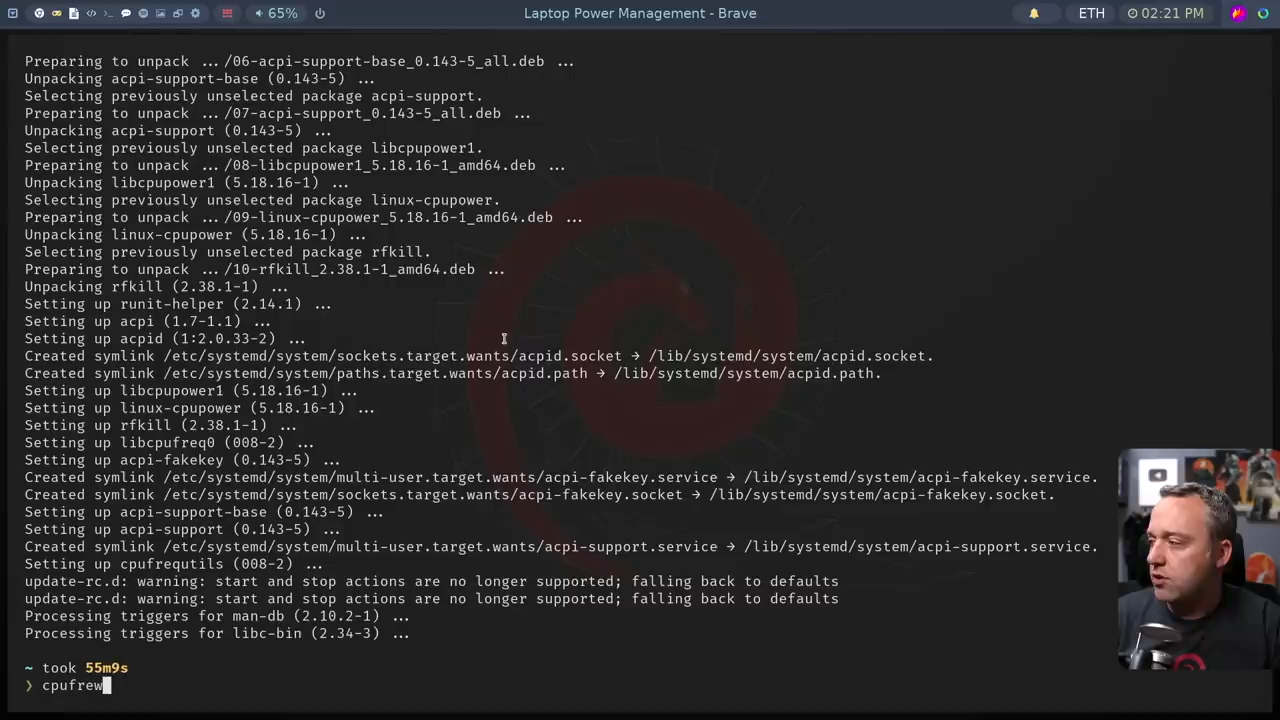 65%
Laptop Power Management - Brave
ETH
02:21 PM
Preparing to unpack .../06-acpi-support-base_0.143-5_all.deb ...
Unpacking acpi-support-base (0.143-5) ...
Selecting previously unselected package acpi-support.
Preparing to unpack .../07-acpi-support_0.143-5_all.deb ...
Unpacking acpi-support (0.143-5) ...
Selecting previously unselected package libcpupower1.
Preparing to unpack .../08-libcpupower1_5.18.16-1_amd64.deb ...
Unpacking libcpupower1 (5.18.16-1) ...
Selecting previously unselected package linux-cpupower.
Preparing to unpack .../09-linux-cpupower_5.18.16-1_amd64.deb ...
Unpacking linux-cpupower (5.18.16-1) ...
Selecting previously unselected package rfkill.
Preparing to unpack .../10-rfkill_2.38.1-1_amd64.deb ...
Unpacking rfkill (2.38.1-1) ...
Setting up runit-helper (2.14.1) ...
Setting up acpi (1.7-1.1) ...
Setting up acpid (1:2.0.33-2) ...
Created symlink /etc/systemd/system/sockets.target.wants/acpid.socket → /lib/systemd/system/acpid.socket.
Created symlink /etc/systemd/system/paths.target.wants/acpid.path → /lib/systemd/system/acpid.path.
Setting up libcpupower1 (5.18.16-1) ...
Setting up linux-cpupower (5.18.16-1) ...
Setting up rfkill (2.38.1-1) ...
Setting up libcpufreq0 (008-2) ...
Setting up acpi-fakekey (0.143-5) ...
Created symlink /etc/systemd/system/multi-user.target.wants/acpi-fakekey.service → /lib/systemd/system/acpi-fakekey.service.
Created symlink /etc/systemd/system/sockets.target.wants/acpi-fakekey.socket → /lib/systemd/system/acpi-fakekey.socket.
Setting up acpi-support-base (0.143-5) ...
Setting up acpi-support (0.143-5) ...
Created symlink /etc/systemd/system/multi-user.target.wants/acpi-support.service → /lib/systemd/system/acpi-support.service.
Setting up cpufrequtils (008-2) ...
update-rc.d: warning: start and stop actions are no longer supported; falling back to defaults
update-rc.d: warning: start and stop actions are no longer supported; falling back to defaults
Processing triggers for man-db (2.10.2-1) ...
Processing triggers for libc-bin (2.34-3) ...
~ took 55m9s
❯ cpufrew